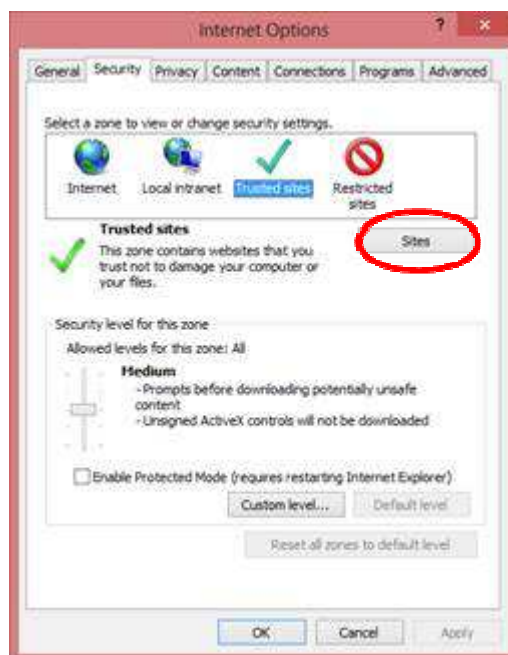 Internet Options ?
General Security Privacy Content Connections Programs Advanced
Select a zone to view or change security settings.
Internet Local intranet Trusted sites Restricted
sites
Trusted sites
Sites
This zone contains websites that you
trust not to damage your computer or
your files.
Security level for this zone
Allowed levels for this zone: All
Medium
- Prompts before downloading potentially unsafe
content
- Unsigned ActiveX controls will not be downloaded
Enable Protected Mode (requires restarting Internet Explorer)
Custom level... Default level
Reset all zones to default level
OK Cancel Apply